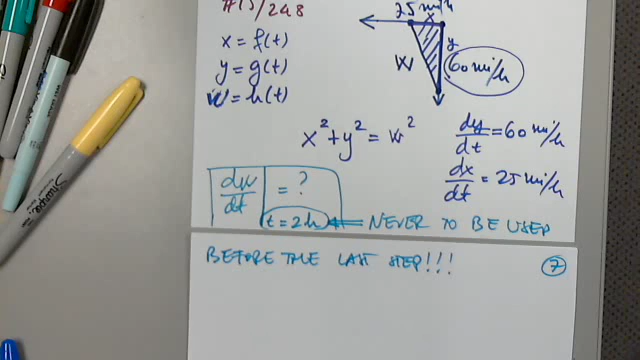 #15/248
25 mi/h
x = f(t)
x
y
y = g(t)
W
60 mi/h
w = h(t)
x² + y² = w²
dy/dt = 60 mi/h
dx/dt = 25 mi/h
dw/dt = ?
t = 2h ⟸ NEVER TO BE USED
BEFORE THE LAST STEP!!!
7